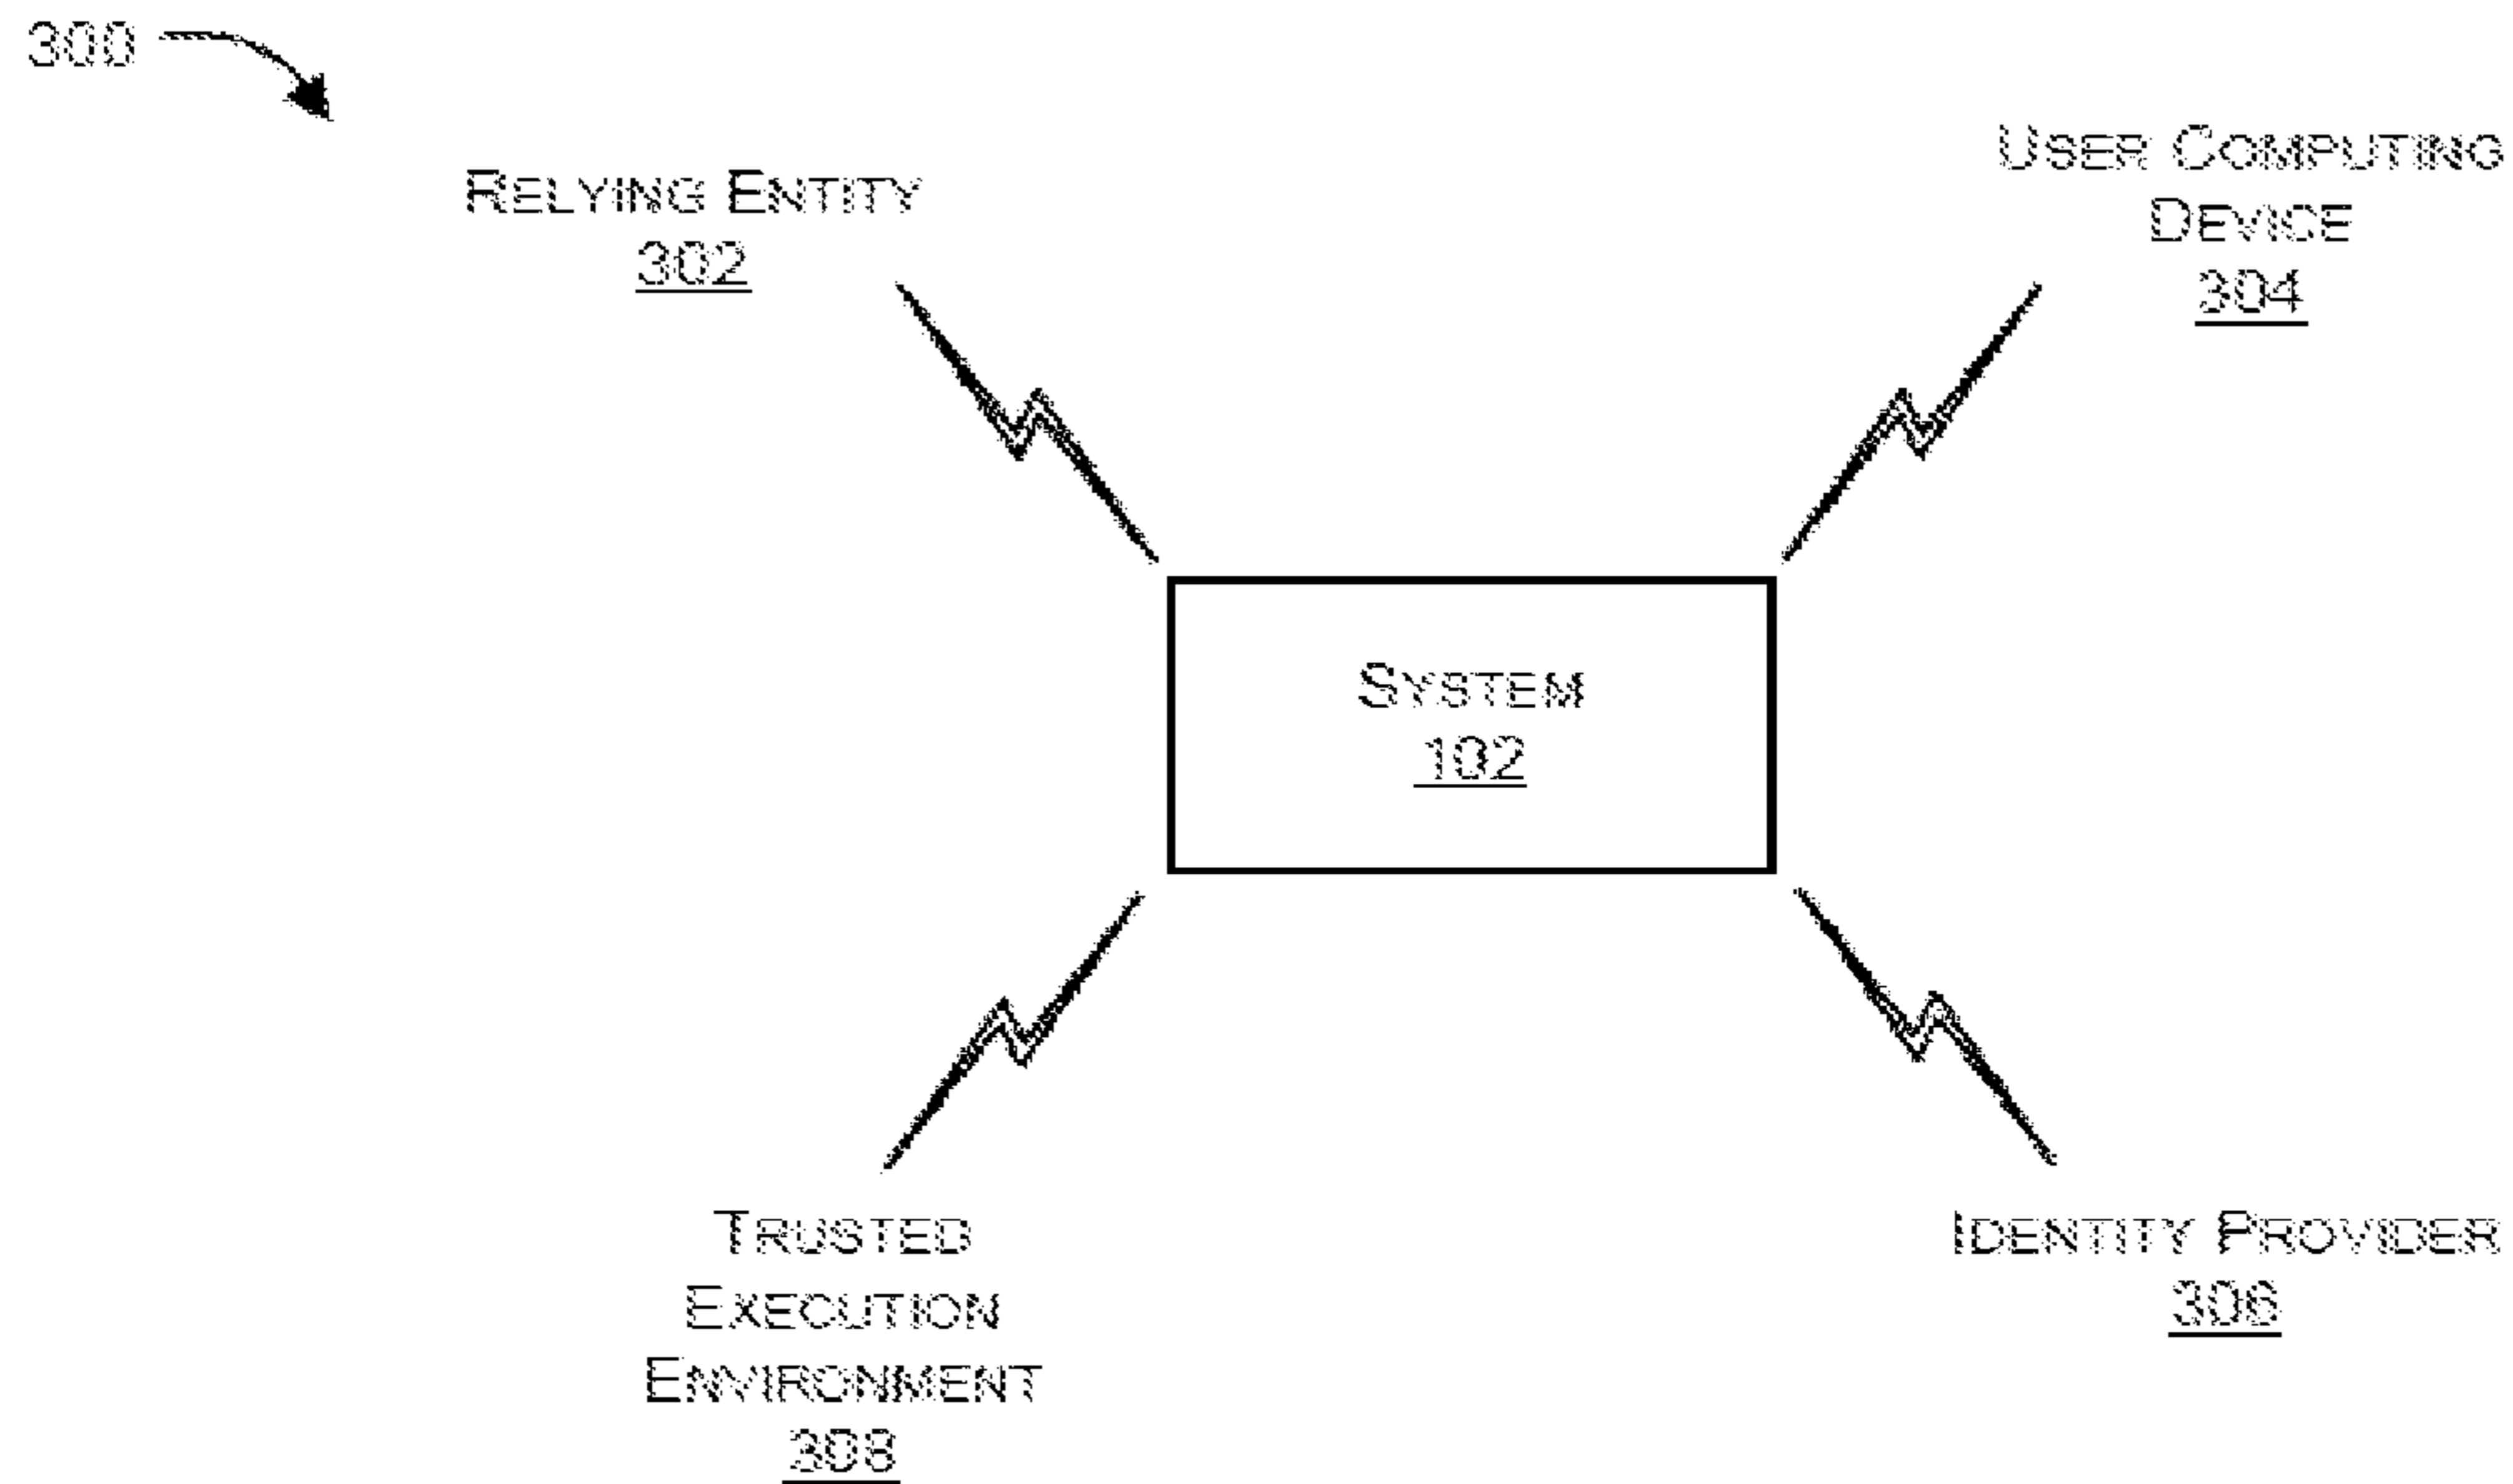 300
RELYING ENTITY
302
USER COMPUTING
DEVICE
304
SYSTEM
102
TRUSTED
EXECUTION
ENVIRONMENT
308
IDENTITY PROVIDER
306